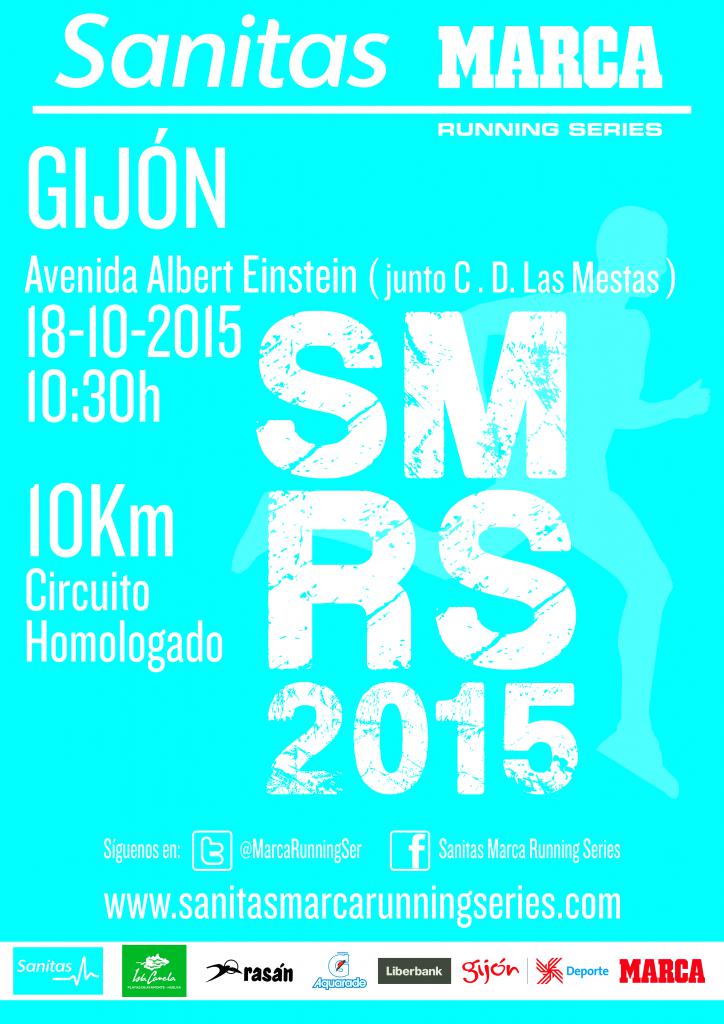 Sanitas MARCA
RUNNING SERIES
GIJÓN
Avenida Albert Einstein ( junto C . D. Las Mestas )
18-10-2015
10:30h
SM
RS
2015
10Km
Circuito
Homologado
Síguenos en: @MarcaRunningSer f Sanitas Marca Running Series
www.sanitasmarcarunningseries.com
Sanitas Isla Canela rasán Aquarade Liberbank gijón Deporte MARCA